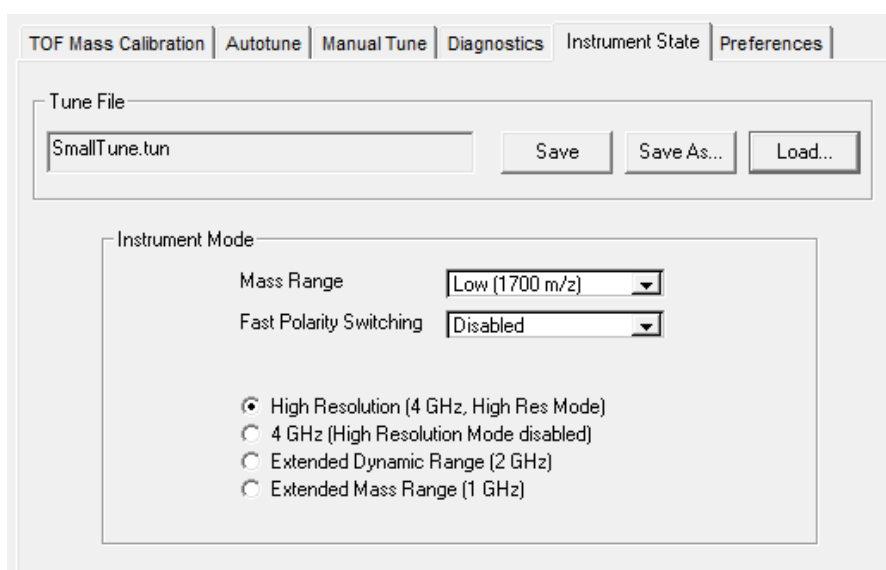 TOF Mass Calibration Autotune Manual Tune Diagnostics Instrument State Preferences
Tune File
SmallTune.tun Save Save As... Load...
Instrument Mode
Mass Range Low (1700 m/z)
Fast Polarity Switching Disabled
High Resolution (4 GHz, High Res Mode)
4 GHz (High Resolution Mode disabled)
Extended Dynamic Range (2 GHz)
Extended Mass Range (1 GHz)